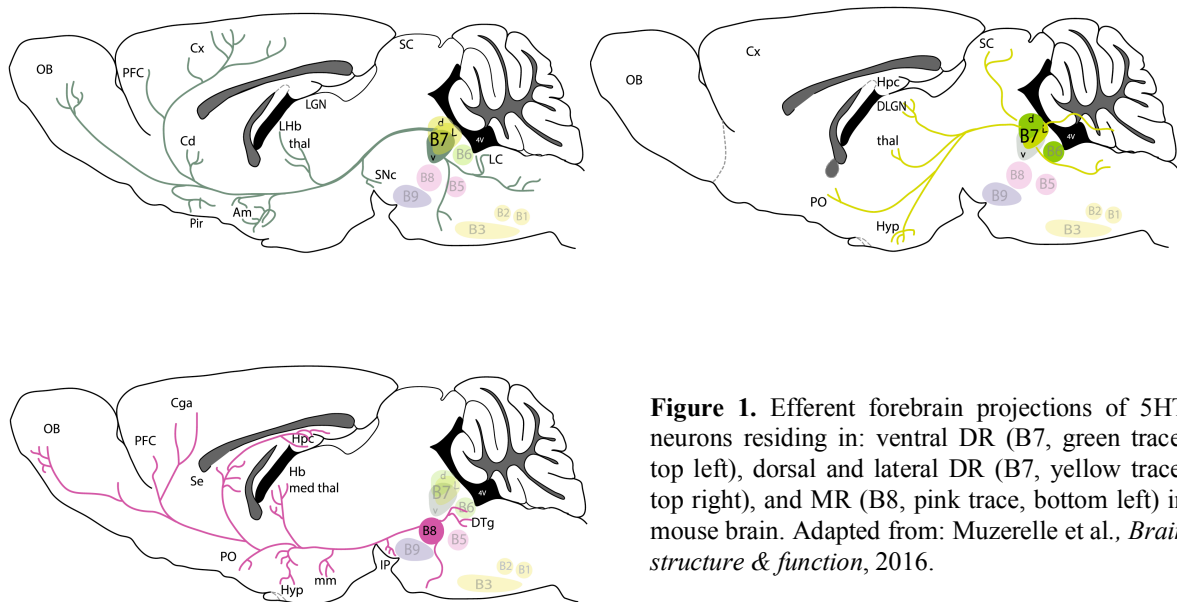 OB
PFC
Cx
SC
LGN
LHb
thal
Cd
Pir
Am
SNc
d
B7
L
v
B6
4V
LC
B8
B5
B9
B2
B1
B3
OB
Cx
SC
Hpc
DLGN
thal
PO
Hyp
d
B7
L
v
B6
4V
B8
B5
B9
B2
B1
B3
OB
PFC
Cga
Se
Hpc
Hb
med thal
PO
Hyp
mm
IP
d
B7
L
v
B6
4V
DTg
B8
B5
B9
B2
B1
B3
Figure 1. Efferent forebrain projections of 5HT
neurons residing in: ventral DR (B7, green trace
top left), dorsal and lateral DR (B7, yellow trace
top right), and MR (B8, pink trace, bottom left) in
mouse brain. Adapted from: Muzerelle et al., Brain
structure & function, 2016.